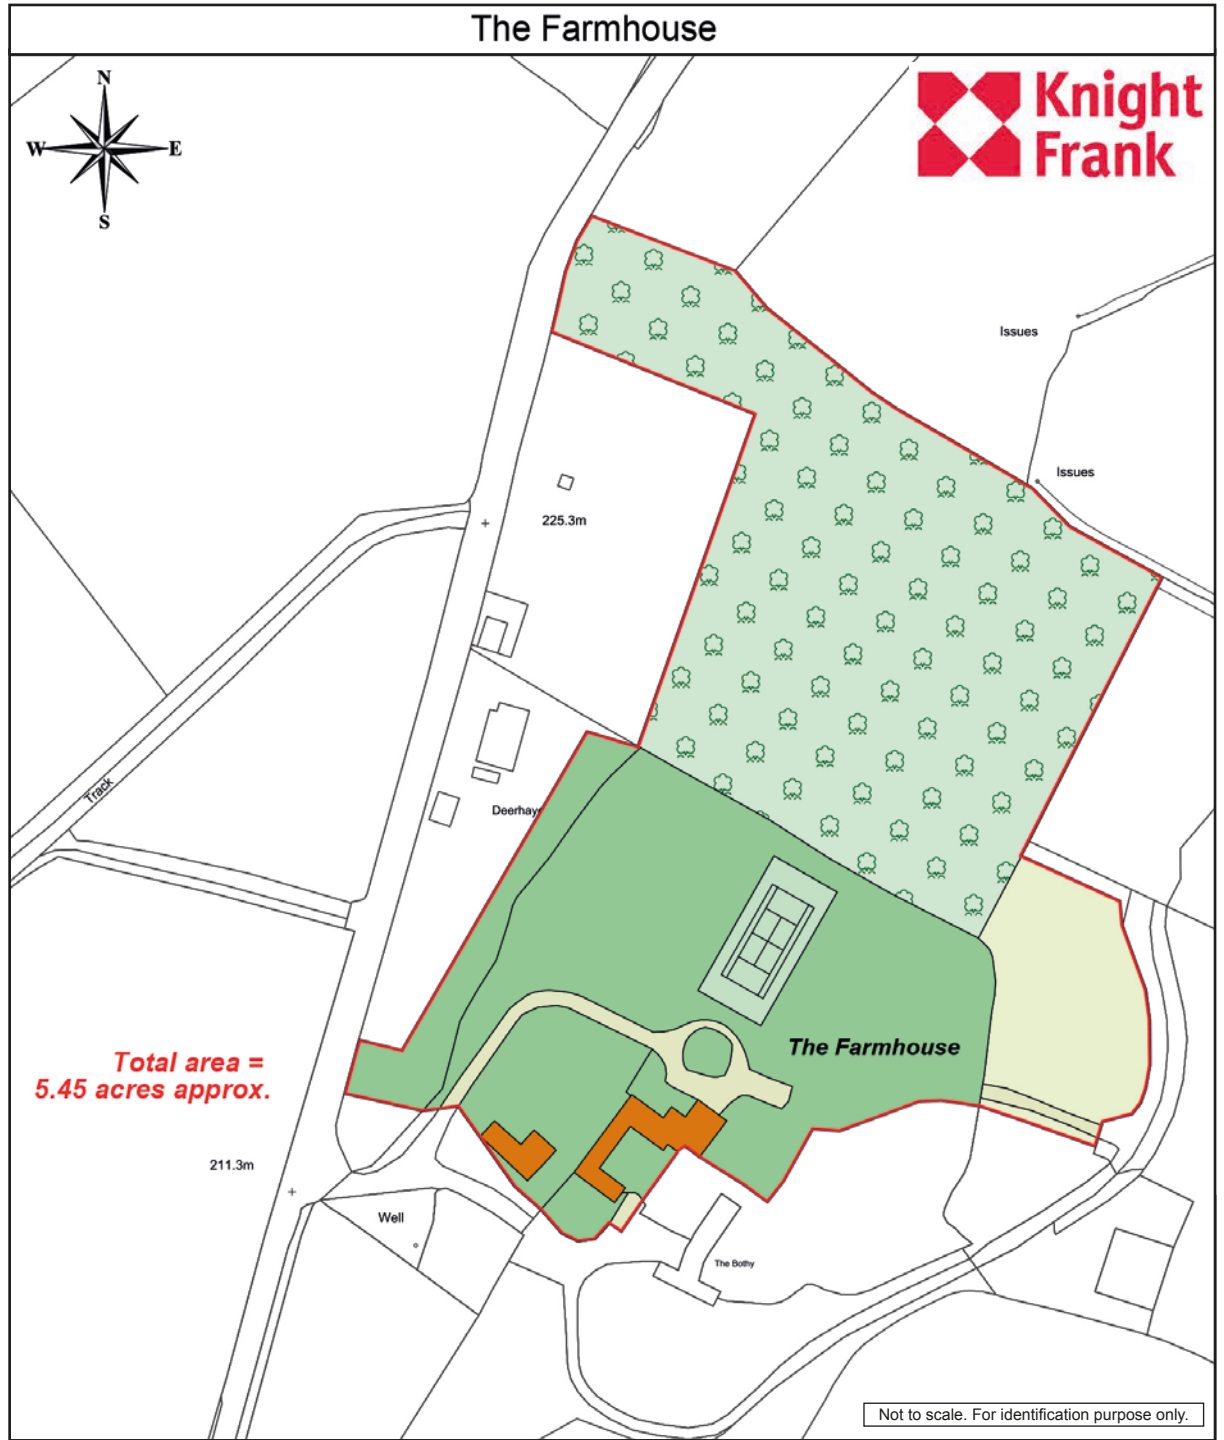 The Farmhouse
N
W E
S
Knight
Frank
Issues
Issues
225.3m
Track
The Farmhouse
Total area =
5.45 acres approx.
211.3m
Well
The Bothy
Not to scale. For identification purpose only.